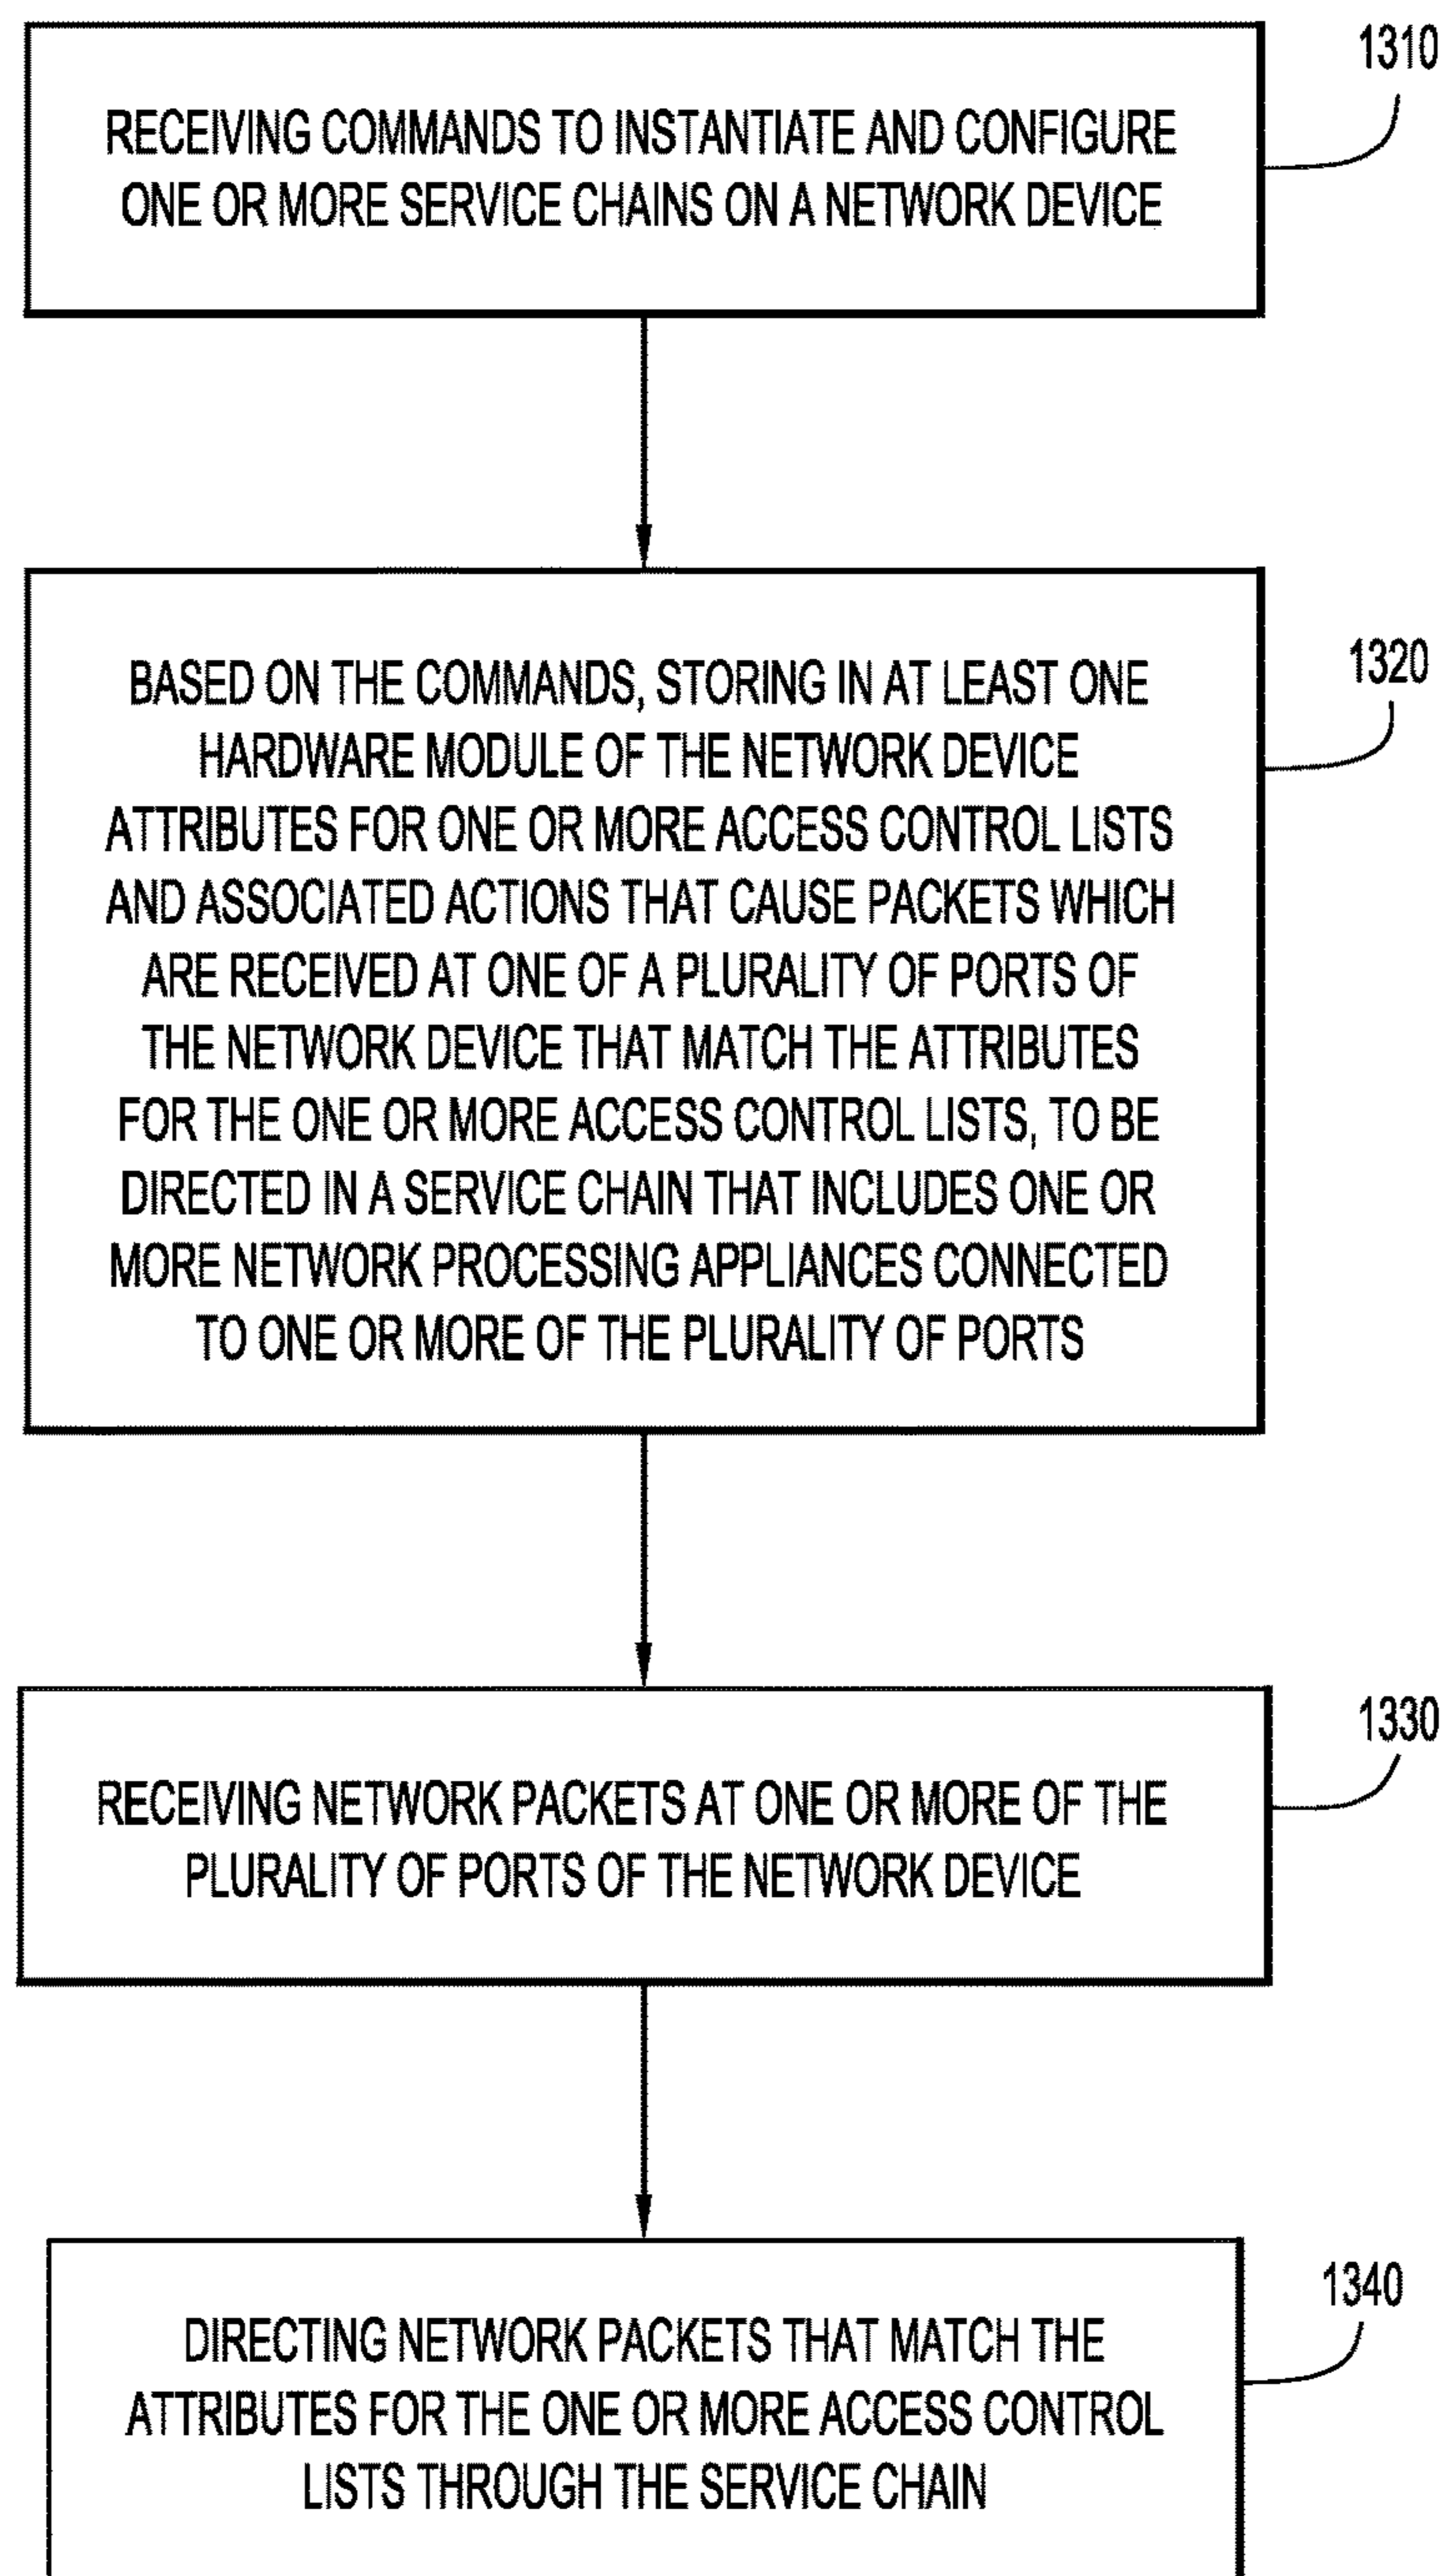 1310
RECEIVING COMMANDS TO INSTANTIATE AND CONFIGURE
ONE OR MORE SERVICE CHAINS ON A NETWORK DEVICE
1320
BASED ON THE COMMANDS, STORING IN AT LEAST ONE
HARDWARE MODULE OF THE NETWORK DEVICE
ATTRIBUTES FOR ONE OR MORE ACCESS CONTROL LISTS
AND ASSOCIATED ACTIONS THAT CAUSE PACKETS WHICH
ARE RECEIVED AT ONE OF A PLURALITY OF PORTS OF
THE NETWORK DEVICE THAT MATCH THE ATTRIBUTES
FOR THE ONE OR MORE ACCESS CONTROL LISTS, TO BE
DIRECTED IN A SERVICE CHAIN THAT INCLUDES ONE OR
MORE NETWORK PROCESSING APPLIANCES CONNECTED
TO ONE OR MORE OF THE PLURALITY OF PORTS
1330
RECEIVING NETWORK PACKETS AT ONE OR MORE OF THE
PLURALITY OF PORTS OF THE NETWORK DEVICE
1340
DIRECTING NETWORK PACKETS THAT MATCH THE
ATTRIBUTES FOR THE ONE OR MORE ACCESS CONTROL
LISTS THROUGH THE SERVICE CHAIN